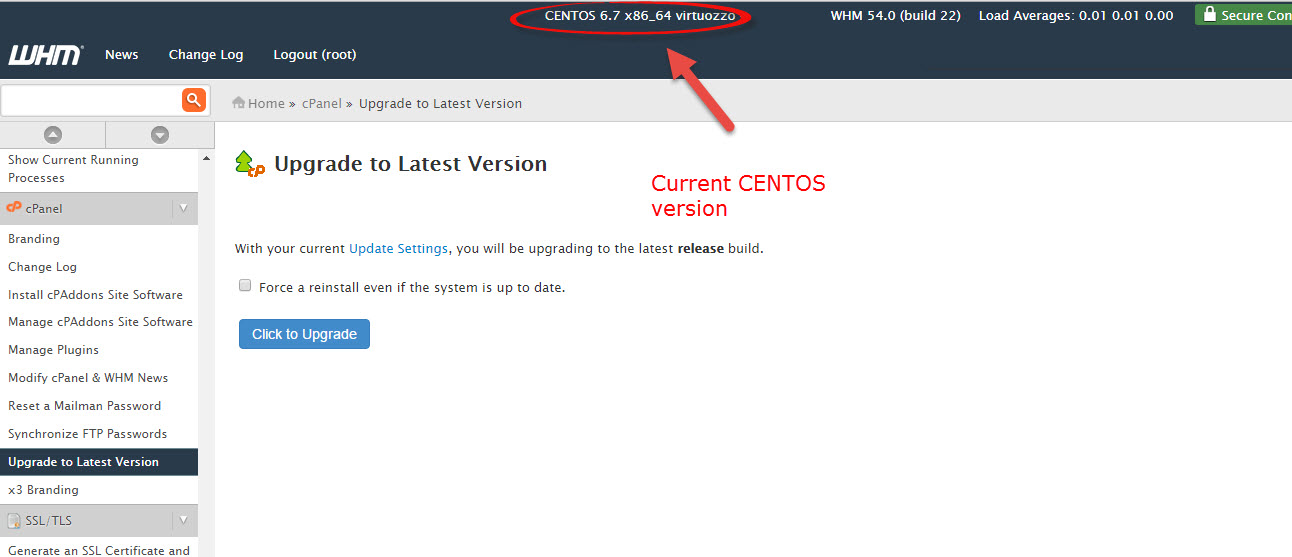 CENTOS 6.7 x86_64 virtuozzo
WHM 54.0 (build 22)
Load Averages: 0.01 0.01 0.00
Secure Con
WHM
News
Change Log
Logout (root)
Home » cPanel » Upgrade to Latest Version
Show Current Running
Processes
cPanel
Branding
Change Log
Install cPAddons Site Software
Manage cPAddons Site Software
Manage Plugins
Modify cPanel & WHM News
Reset a Mailman Password
Synchronize FTP Passwords
Upgrade to Latest Version
x3 Branding
SSL/TLS
Generate an SSL Certificate and
cP Upgrade to Latest Version
Current CENTOS
version
With your current Update Settings, you will be upgrading to the latest release build.
Force a reinstall even if the system is up to date.
Click to Upgrade